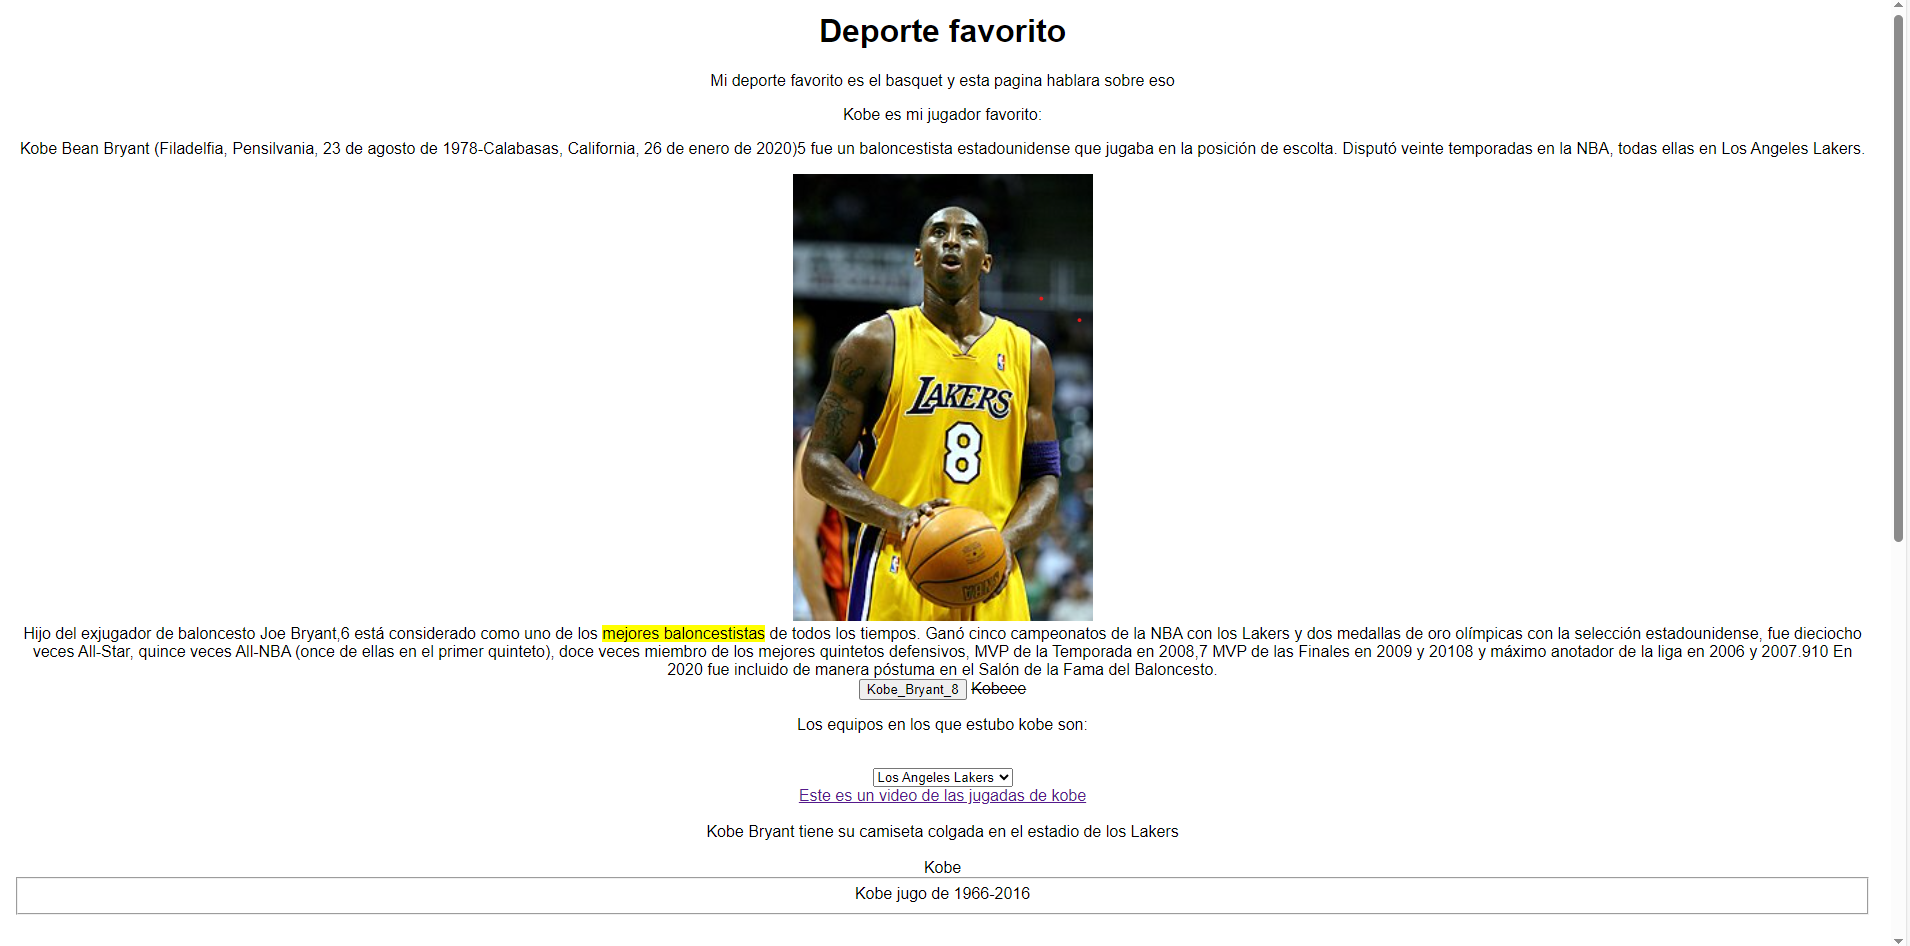 Deporte favorito
Mi deporte favorito es el basquet y esta pagina hablara sobre eso
Kobe es mi jugador favorito:
Kobe Bean Bryant (Filadelfia, Pensilvania, 23 de agosto de 1978-Calabasas, California, 26 de enero de 2020)5 fue un baloncestista estadounidense que jugaba en la posición de escolta. Disputó veinte temporadas en la NBA, todas ellas en Los Angeles Lakers.
LAKERS
8
Hijo del exjugador de baloncesto Joe Bryant,6 está considerado como uno de los mejores baloncestistas de todos los tiempos. Ganó cinco campeonatos de la NBA con los Lakers y dos medallas de oro olímpicas con la selección estadounidense, fue dieciocho
veces All-Star, quince veces All-NBA (once de ellas en el primer quinteto), doce veces miembro de los mejores quintetos defensivos, MVP de la Temporada en 2008,7 MVP de las Finales en 2009 y 20108 y máximo anotador de la liga en 2006 y 2007.910 En
2020 fue incluido de manera póstuma en el Salón de la Fama del Baloncesto.
Kobe_Bryant_8 Kobeee
Los equipos en los que estubo kobe son:
Los Angeles Lakers
Este es un video de las jugadas de kobe
Kobe Bryant tiene su camiseta colgada en el estadio de los Lakers
Kobe
Kobe jugo de 1966-2016